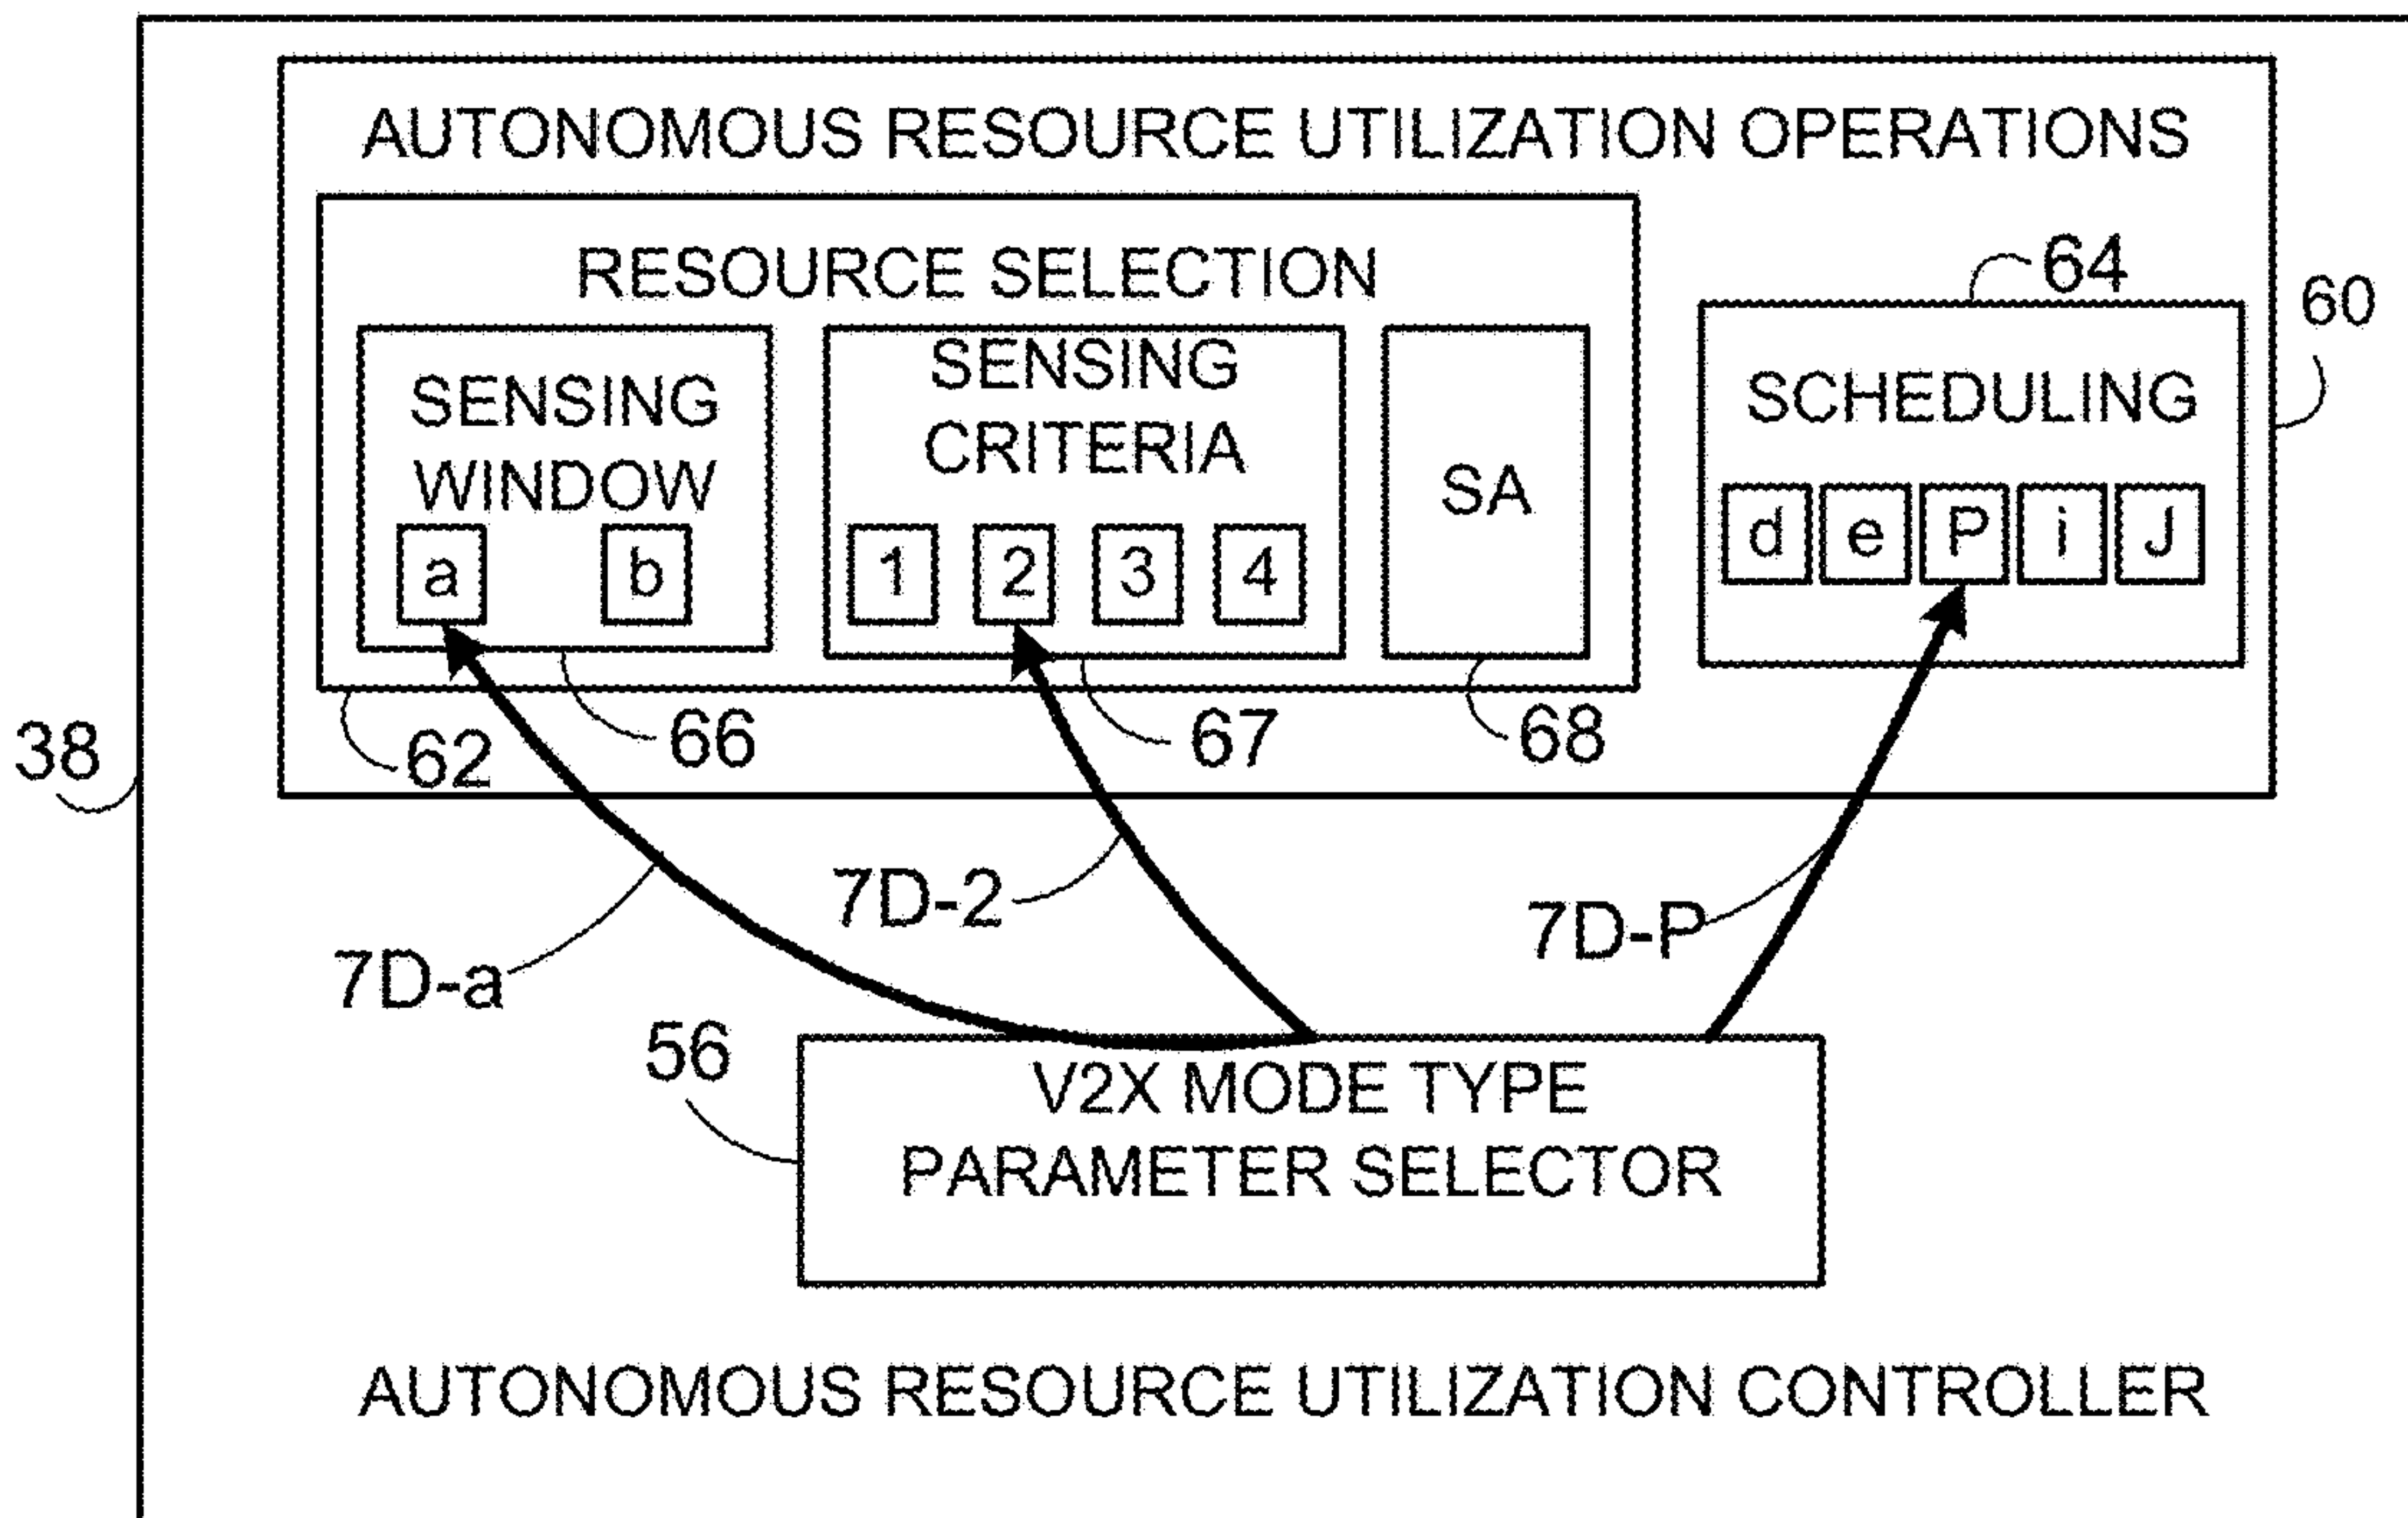 AUTONOMOUS RESOURCE UTILIZATION OPERATIONS
RESOURCE SELECTION
64
60
SENSING
WINDOW
a b
SENSING
CRITERIA
1 2 3 4
SA
SCHEDULING
d e P i J
38
62
66
67
68
7D-a
7D-2
7D-P
56
V2X MODE TYPE
PARAMETER SELECTOR
AUTONOMOUS RESOURCE UTILIZATION CONTROLLER